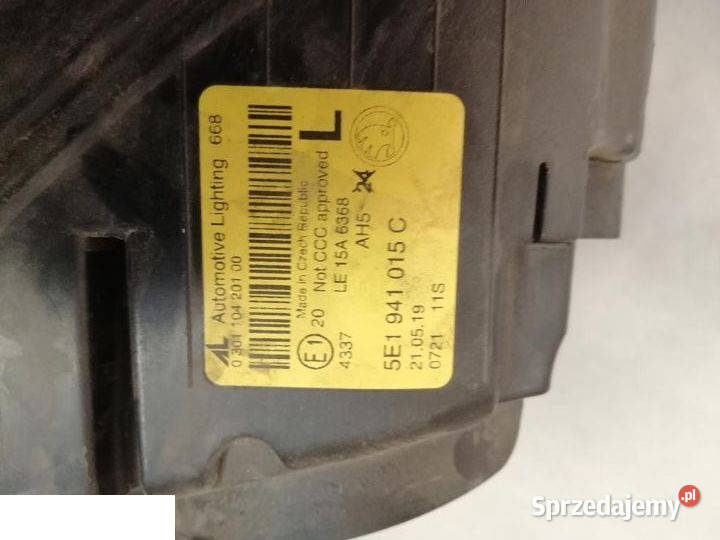 AL Automotive Lighting 668
0 301 104 201 00
Made in Czech Republic
E1 20 Not CCC approved L
LE 15A 6368
4337 AH5- 24
5E1 941 015 C
21.05.19
0721 11S
Sprzedajemy.pl